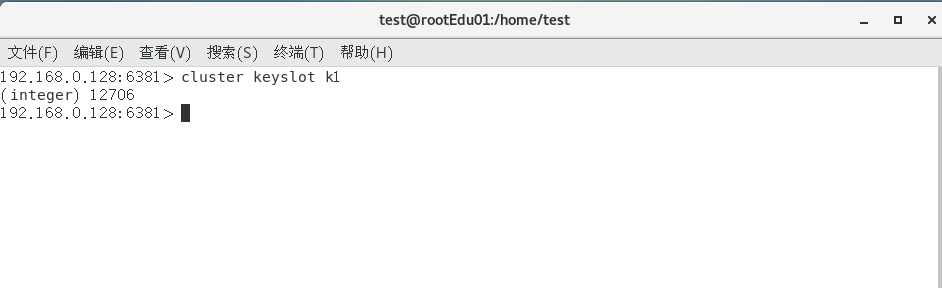 test@rootEdu01:/home/test
文件(F) 编辑(E) 查看(V) 搜索(S) 终端(T) 帮助(H)
192.168.0.128:6381> cluster keyslot k1
(integer) 12706
192.168.0.128:6381>